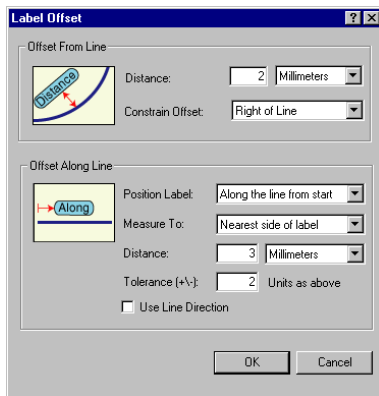 Label Offset
Offset From Line
Distance
Distance: 2 Millimeters
Constrain Offset: Right of Line
Offset Along Line
Along
Position Label: Along the line from start
Measure To: Nearest side of label
Distance: 3 Millimeters
Tolerance (+\-): 2 Units as above
Use Line Direction
OK Cancel